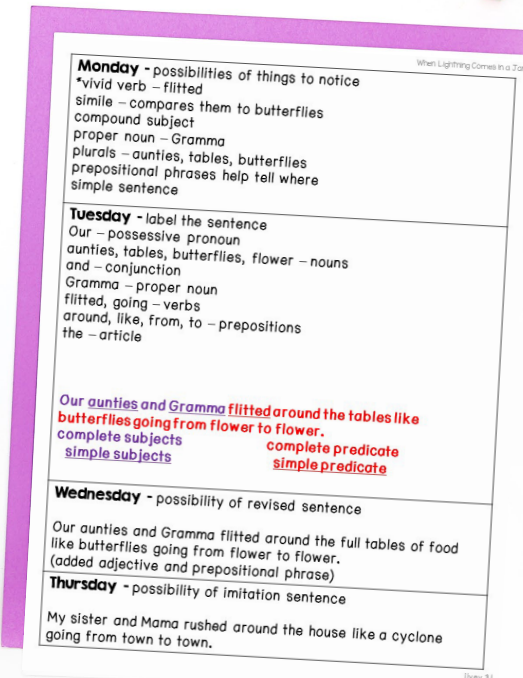 When Lightning Comes in a
Monday - possibilities of things to notice
*vivid verb – flitted
simile – compares them to butterflies
compound subject
proper noun – Gramma
plurals – aunties, tables, butterflies
prepositional phrases help tell where
simple sentence
Tuesday - label the sentence
Our – possessive pronoun
aunties, tables, butterflies, flower – nouns
and – conjunction
Gramma – proper noun
flitted, going – verbs
around, like, from, to – prepositions
the – article
Our aunties and Gramma flitted around the tables like
butterflies going from flower to flower.
complete subjects complete predicate
simple subjects simple predicate
Wednesday - possibility of revised sentence
Our aunties and Gramma flitted around the full tables of food
like butterflies going from flower to flower.
(added adjective and prepositional phrase)
Thursday - possibility of imitation sentence
My sister and Mama rushed around the house like a cyclone
going from town to town.